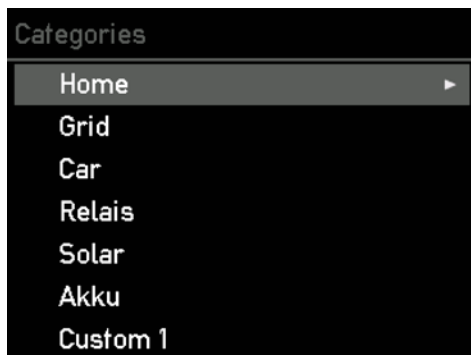 Categories
Home
Grid
Car
Relais
Solar
Akku
Custom 1